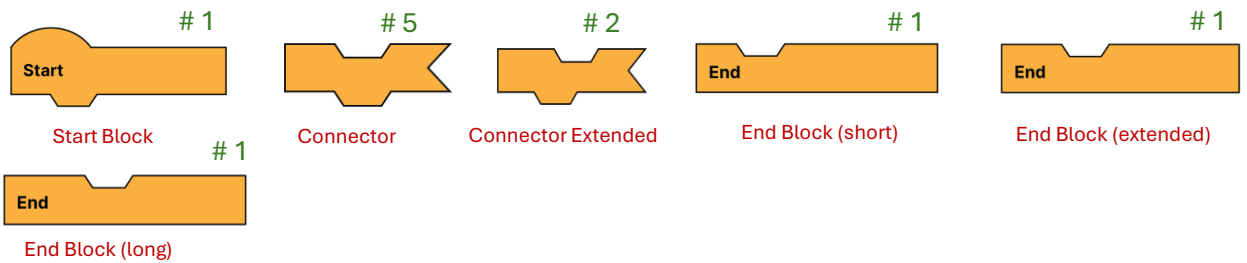 # 1
# 5
# 2
# 1
# 1
Start
End
End
Start Block
Connector
Connector Extended
End Block (short)
End Block (extended)
# 1
End
End Block (long)